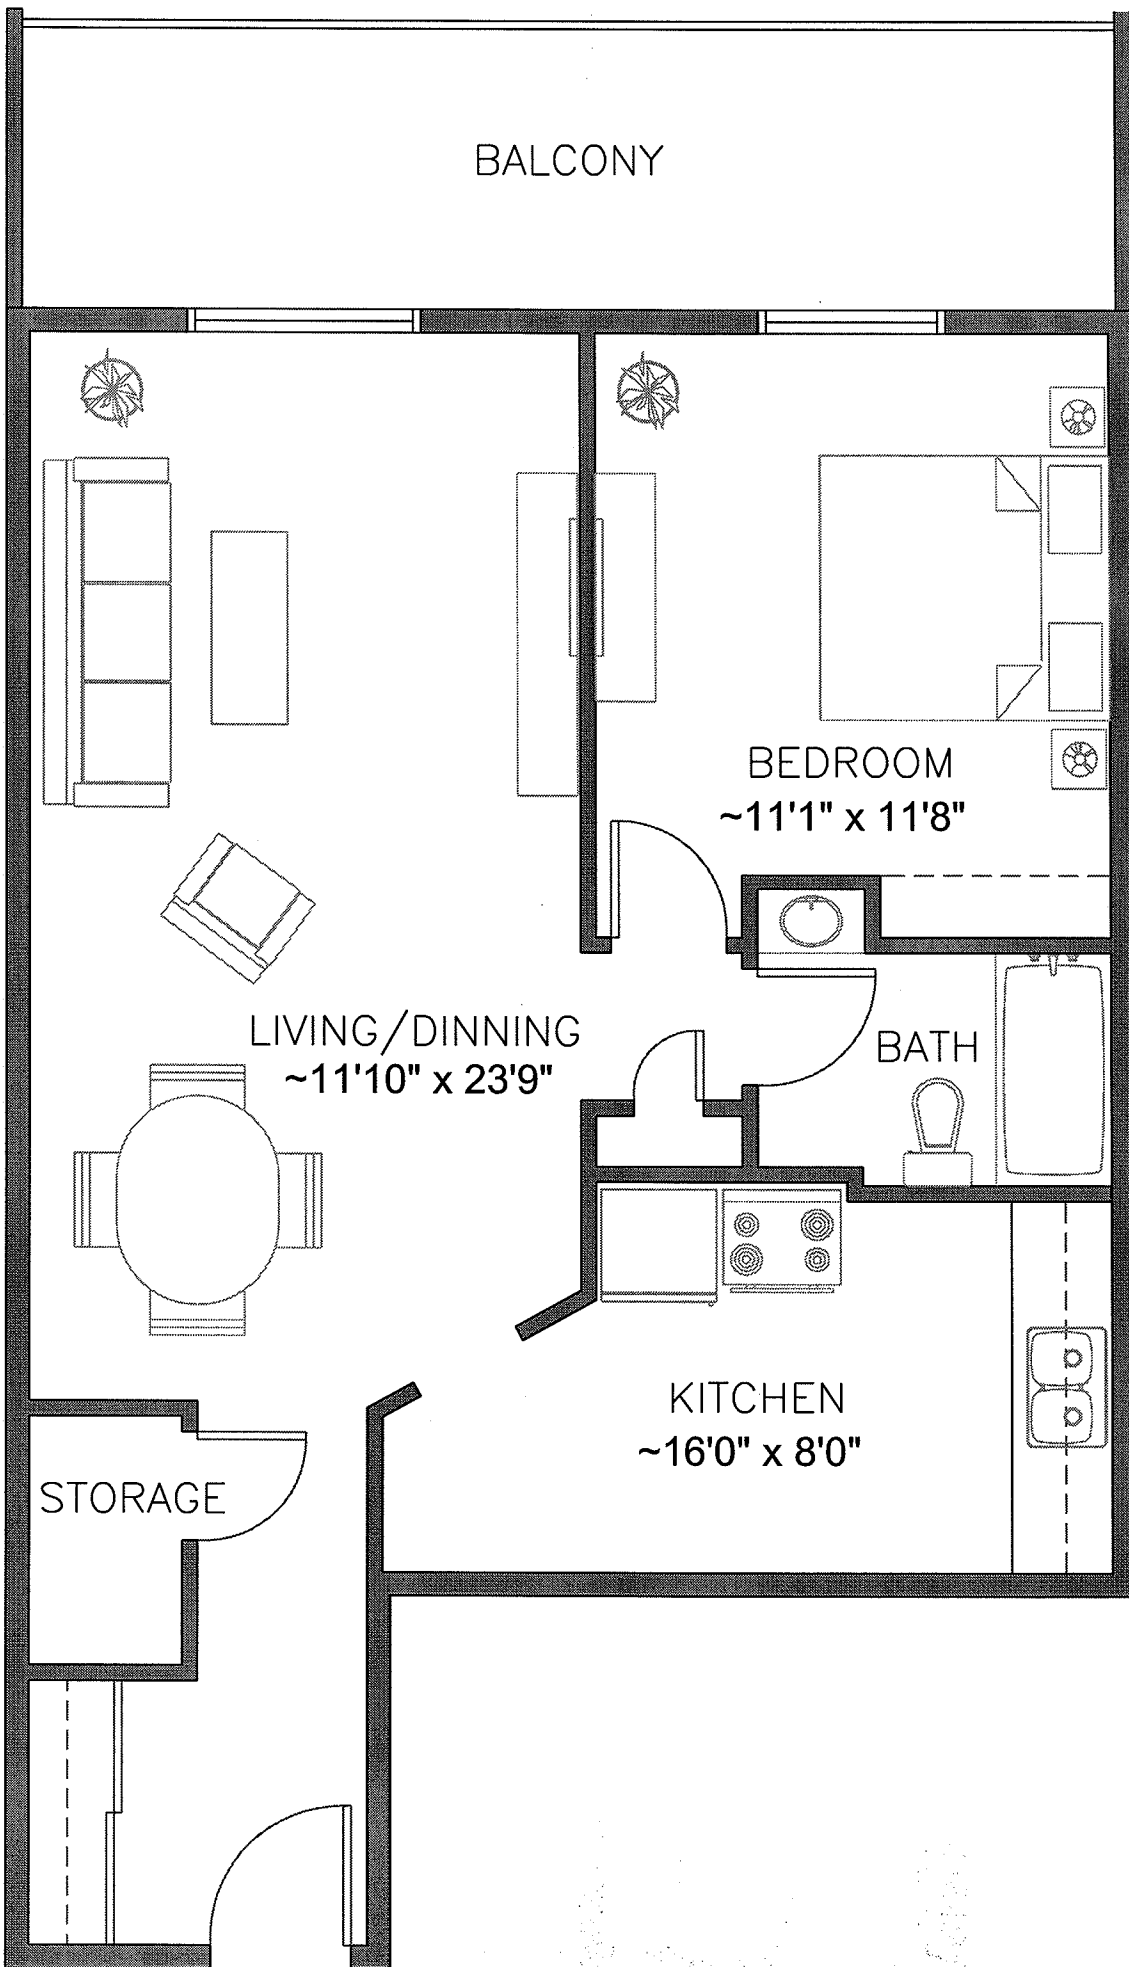 BALCONY
BEDROOM
~11'1" x 11'8"
LIVING/DINNING
~11'10" x 23'9"
BATH
KITCHEN
~16'0" x 8'0"
STORAGE